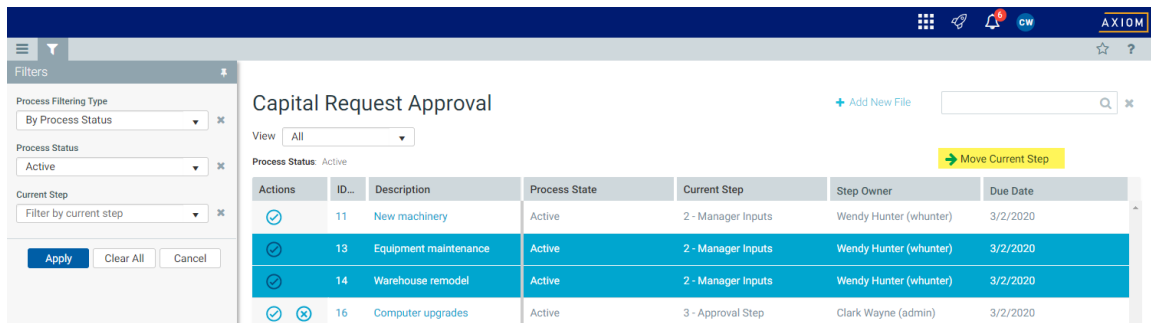 6
CW
AXIOM
?
Filters
Process Filtering Type
By Process Status
Process Status
Active
Current Step
Filter by current step
Apply Clear All Cancel
Capital Request Approval
+ Add New File
View All
Process Status: Active
Move Current Step
Actions ID... Description Process State Current Step Step Owner Due Date
11 New machinery Active 2 - Manager Inputs Wendy Hunter (whunter) 3/2/2020
13 Equipment maintenance Active 2 - Manager Inputs Wendy Hunter (whunter) 3/2/2020
14 Warehouse remodel Active 2 - Manager Inputs Wendy Hunter (whunter) 3/2/2020
16 Computer upgrades Active 3 - Approval Step Clark Wayne (admin) 3/2/2020